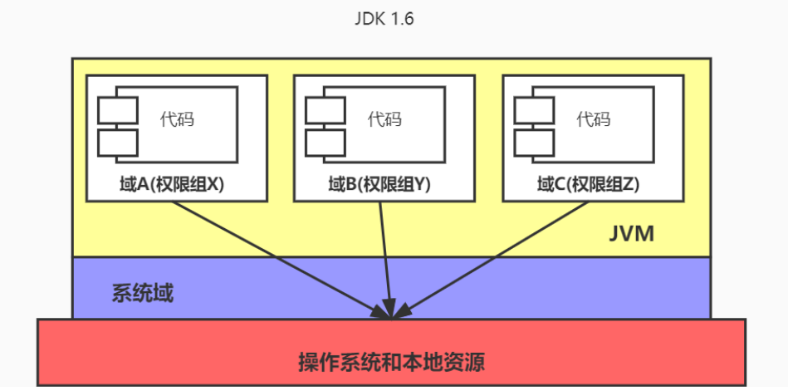 JDK 1.6
代码
代码
代码
域A(权限组X)
域B(权限组Y)
域C(权限组Z)
JVM
系统域
操作系统和本地资源